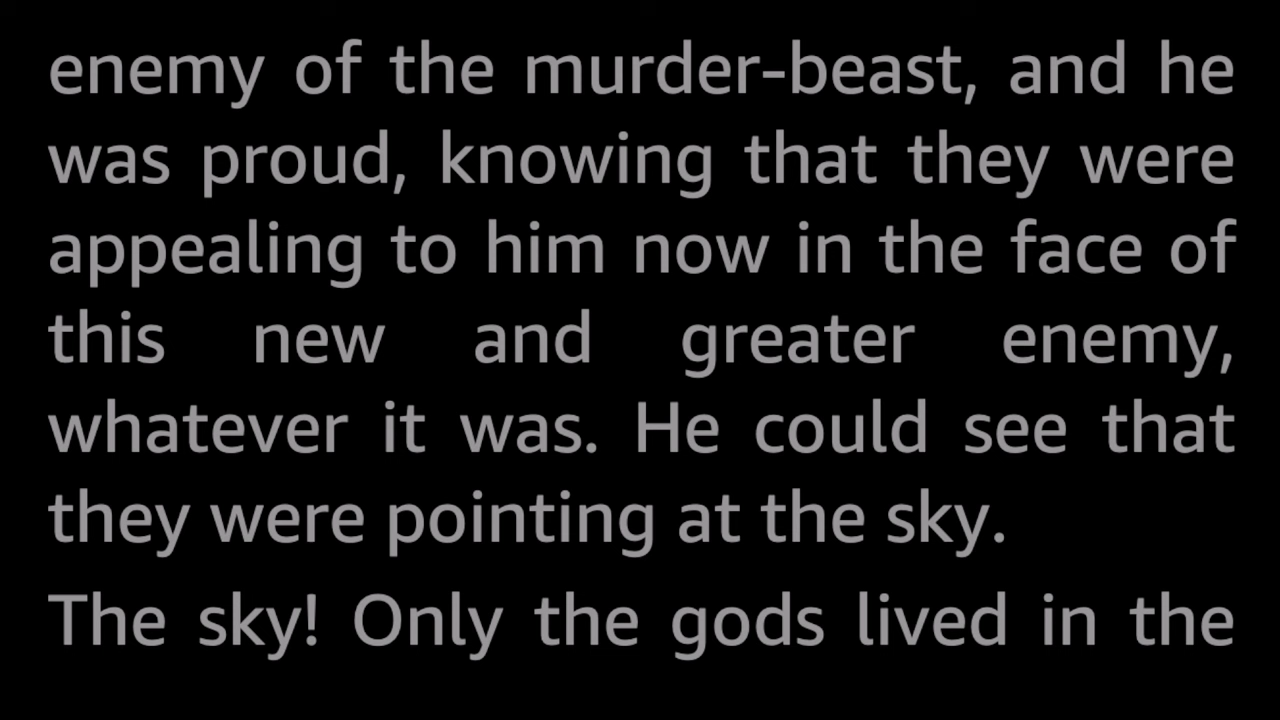 enemy of the murder-beast, and he
was proud, knowing that they were
appealing to him now in the face of
this new and greater enemy,
whatever it was. He could see that
they were pointing at the sky.
The sky! Only the gods lived in the